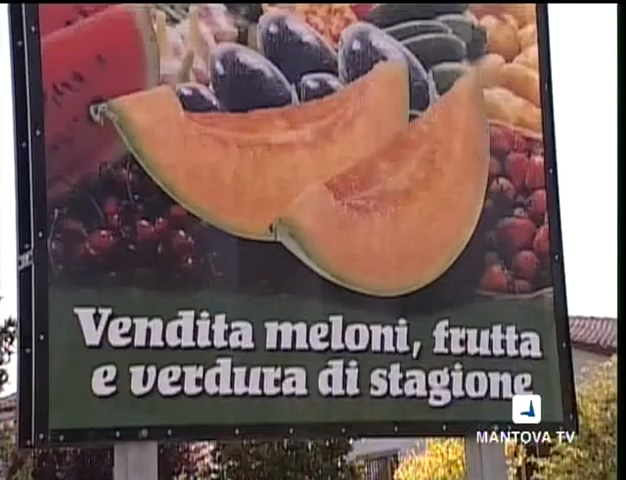 Vendita meloni, frutta
e verdura di stagione
MANTOVA TV